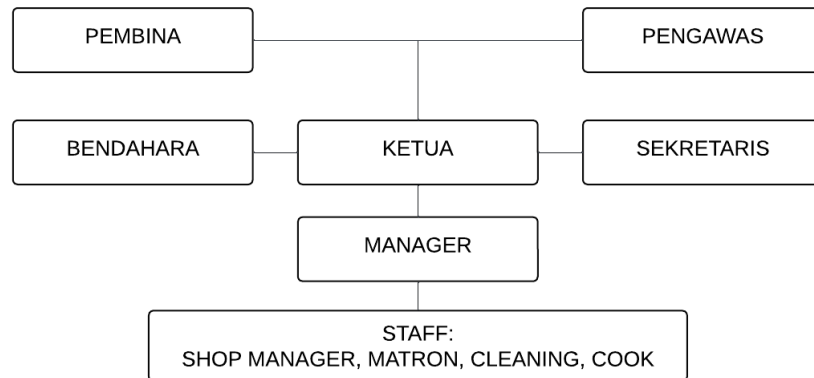 PEMBINA
PENGAWAS
BENDAHARA
KETUA
SEKRETARIS
MANAGER
STAFF:
SHOP MANAGER, MATRON, CLEANING, COOK